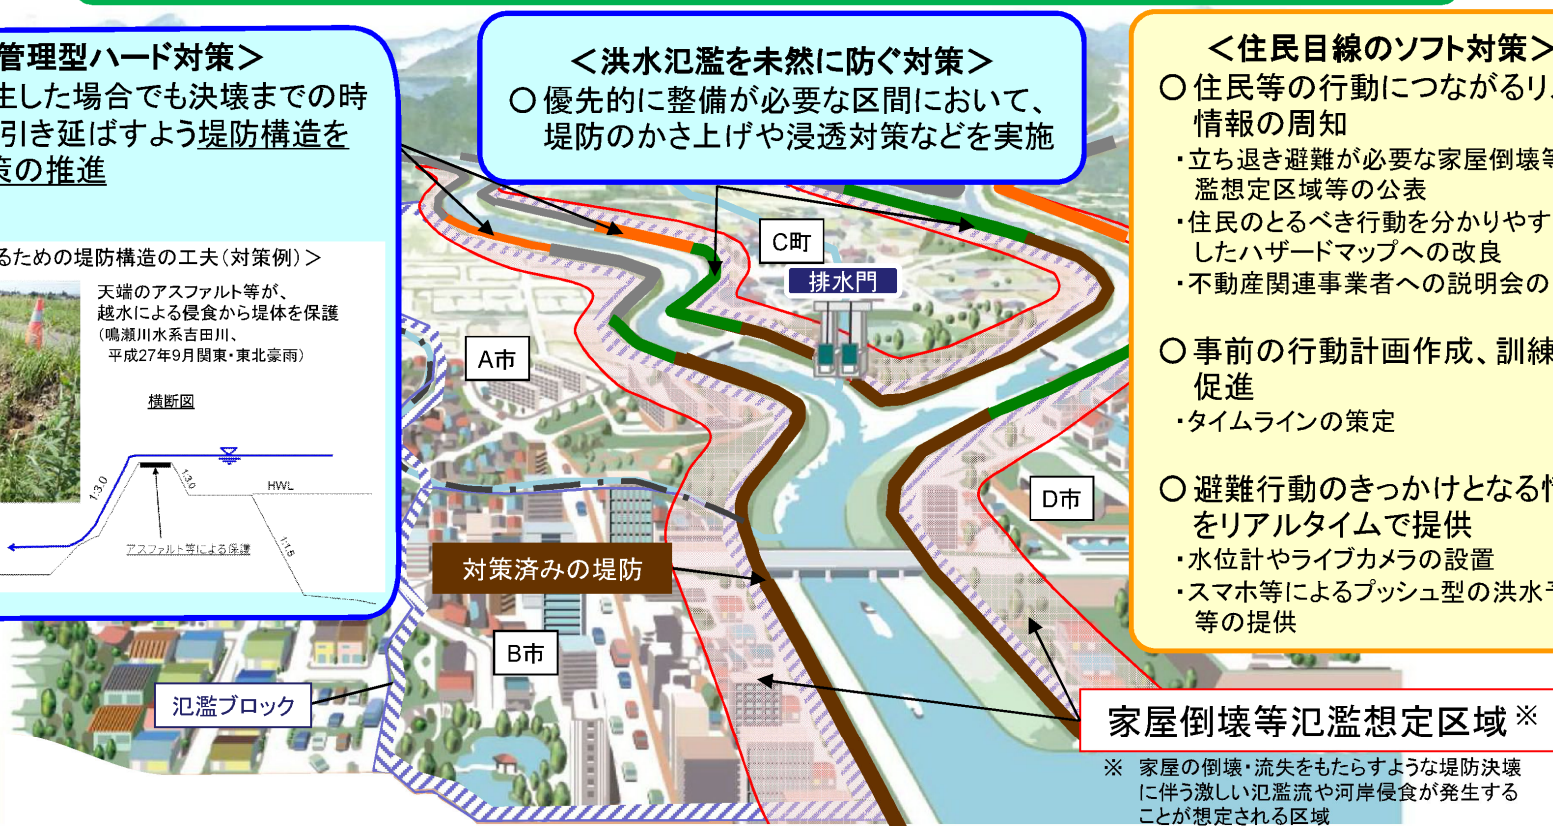 管理型ハード対策＞
生した場合でも決壊までの時
引き延ばすよう堤防構造を
策の推進
るための堤防構造の工夫（対策例）＞
天端のアスファルト等が、
越水による侵食から堤体を保護
（鳴瀬川水系吉田川、
平成27年9月関東・東北豪雨）
横断図
1:3.0
1:3.0
HWL
1:1.5
アスファルト等による保護
＜洪水氾濫を未然に防ぐ対策＞
○優先的に整備が必要な区間において、
堤防のかさ上げや浸透対策などを実施
C町
排水門
A市
D市
対策済みの堤防
B市
氾濫ブロック
＜住民目線のソフト対策＞
○住民等の行動につながるリ
情報の周知
・立ち退き避難が必要な家屋倒壊等
濫想定区域等の公表
・住民のとるべき行動を分かりやす
したハザードマップへの改良
・不動産関連事業者への説明会の
○事前の行動計画作成、訓練
促進
・タイムラインの策定
○避難行動のきっかけとなる
をリアルタイムで提供
・水位計やライブカメラの設置
・スマホ等によるプッシュ型の洪水
等の提供
家屋倒壊等氾濫想定区域※
※ 家屋の倒壊・流失をもたらすような堤防決壊
に伴う激しい氾濫流や河岸侵食が発生する
ことが想定される区域